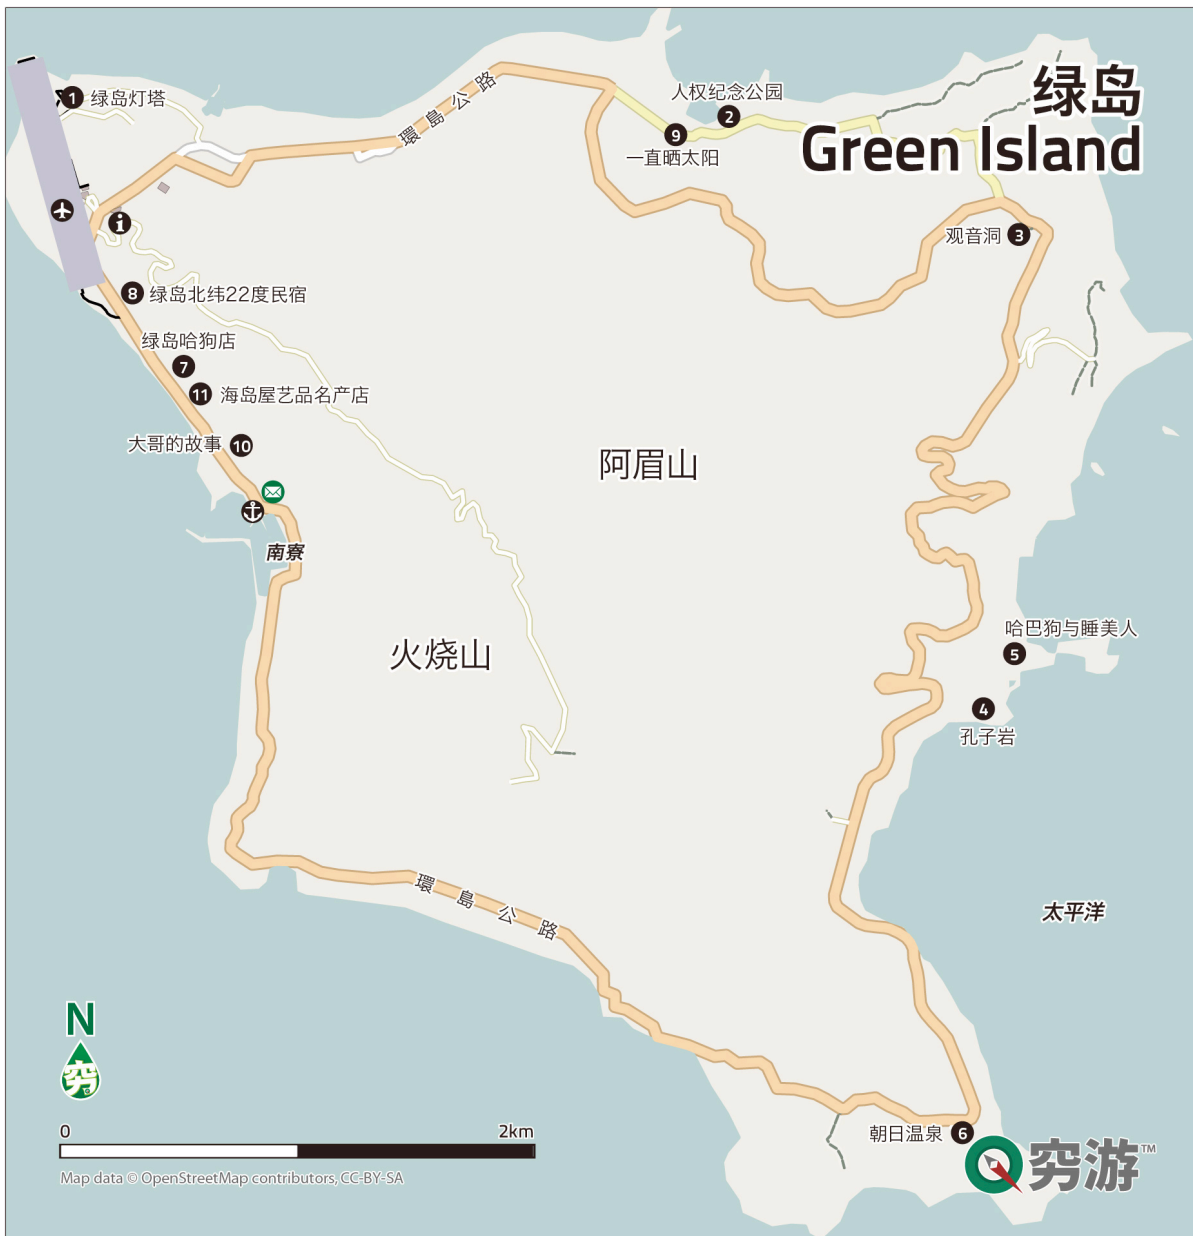 绿岛
Green Island
1 绿岛灯塔
環島公路
人权纪念公园
2
9
一直晒太阳
观音洞 3
i
8 绿岛北纬22度民宿
绿岛哈狗店
7
11 海岛屋艺品名产店
大哥的故事 10
阿眉山
南寮
火烧山
哈巴狗与睡美人
5
4
孔子岩
環島公路
太平洋
N
穷
0 2km
朝日温泉 6
穷游™
Map data © OpenStreetMap contributors, CC-BY-SA